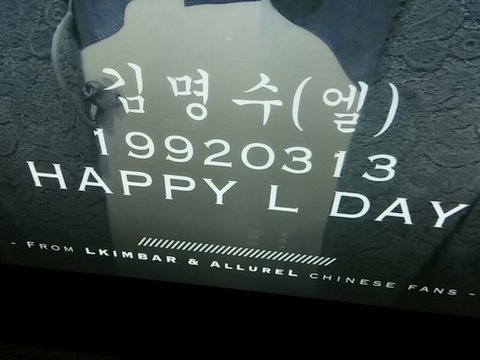 김명수(엘)
19920313
HAPPY L DAY
- FROM LKIMBAR & ALLUREL CHINESE FANS -